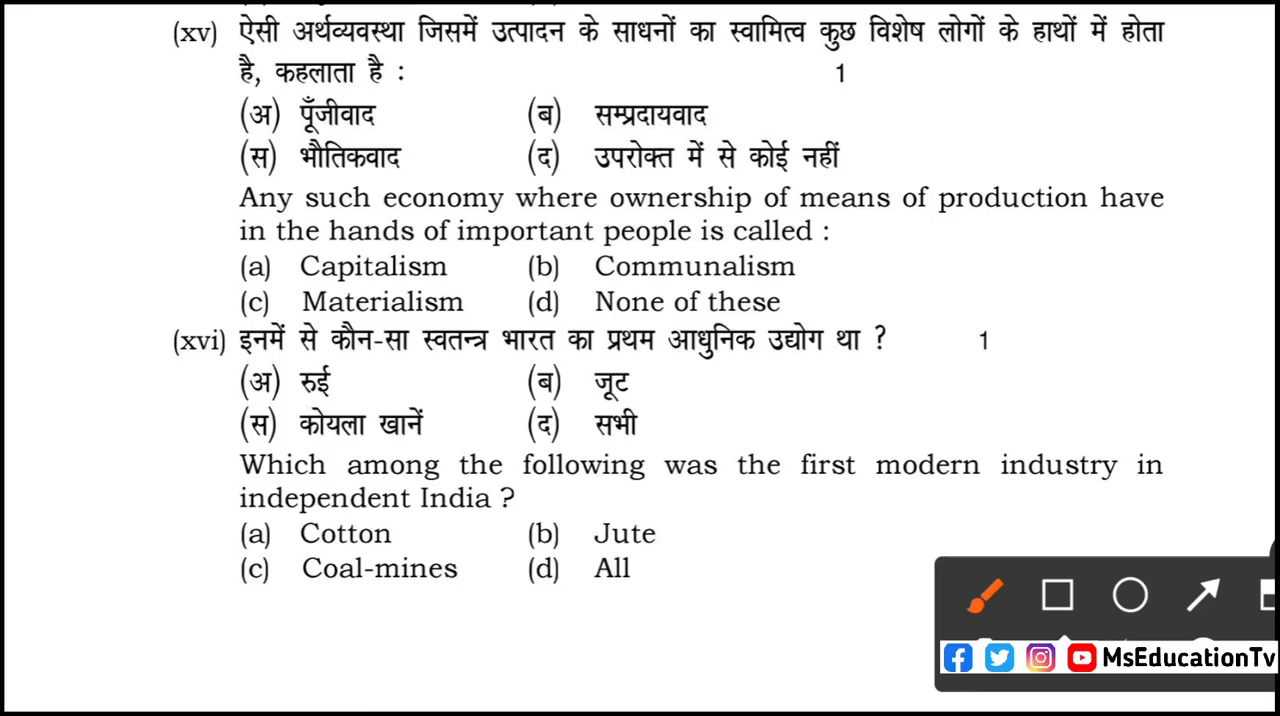 (xv) ऐसी अर्थव्यवस्था जिसमें उत्पादन के साधनों का स्वामित्व कुछ विशेष लोगों के हाथों में होता
है, कहलाता है : 1
(अ) पूँजीवाद (ब) सम्प्रदायवाद
(स) भौतिकवाद (द) उपरोक्त में से कोई नहीं
Any such economy where ownership of means of production have
in the hands of important people is called :
(a) Capitalism (b) Communalism
(c) Materialism (d) None of these
(xvi) इनमें से कौन-सा स्वतन्त्र भारत का प्रथम आधुनिक उद्योग था ? 1
(अ) रुई (ब) जूट
(स) कोयला खानें (द) सभी
Which among the following was the first modern industry in
independent India ?
(a) Cotton (b) Jute
(c) Coal-mines (d) All
MsEducationTv